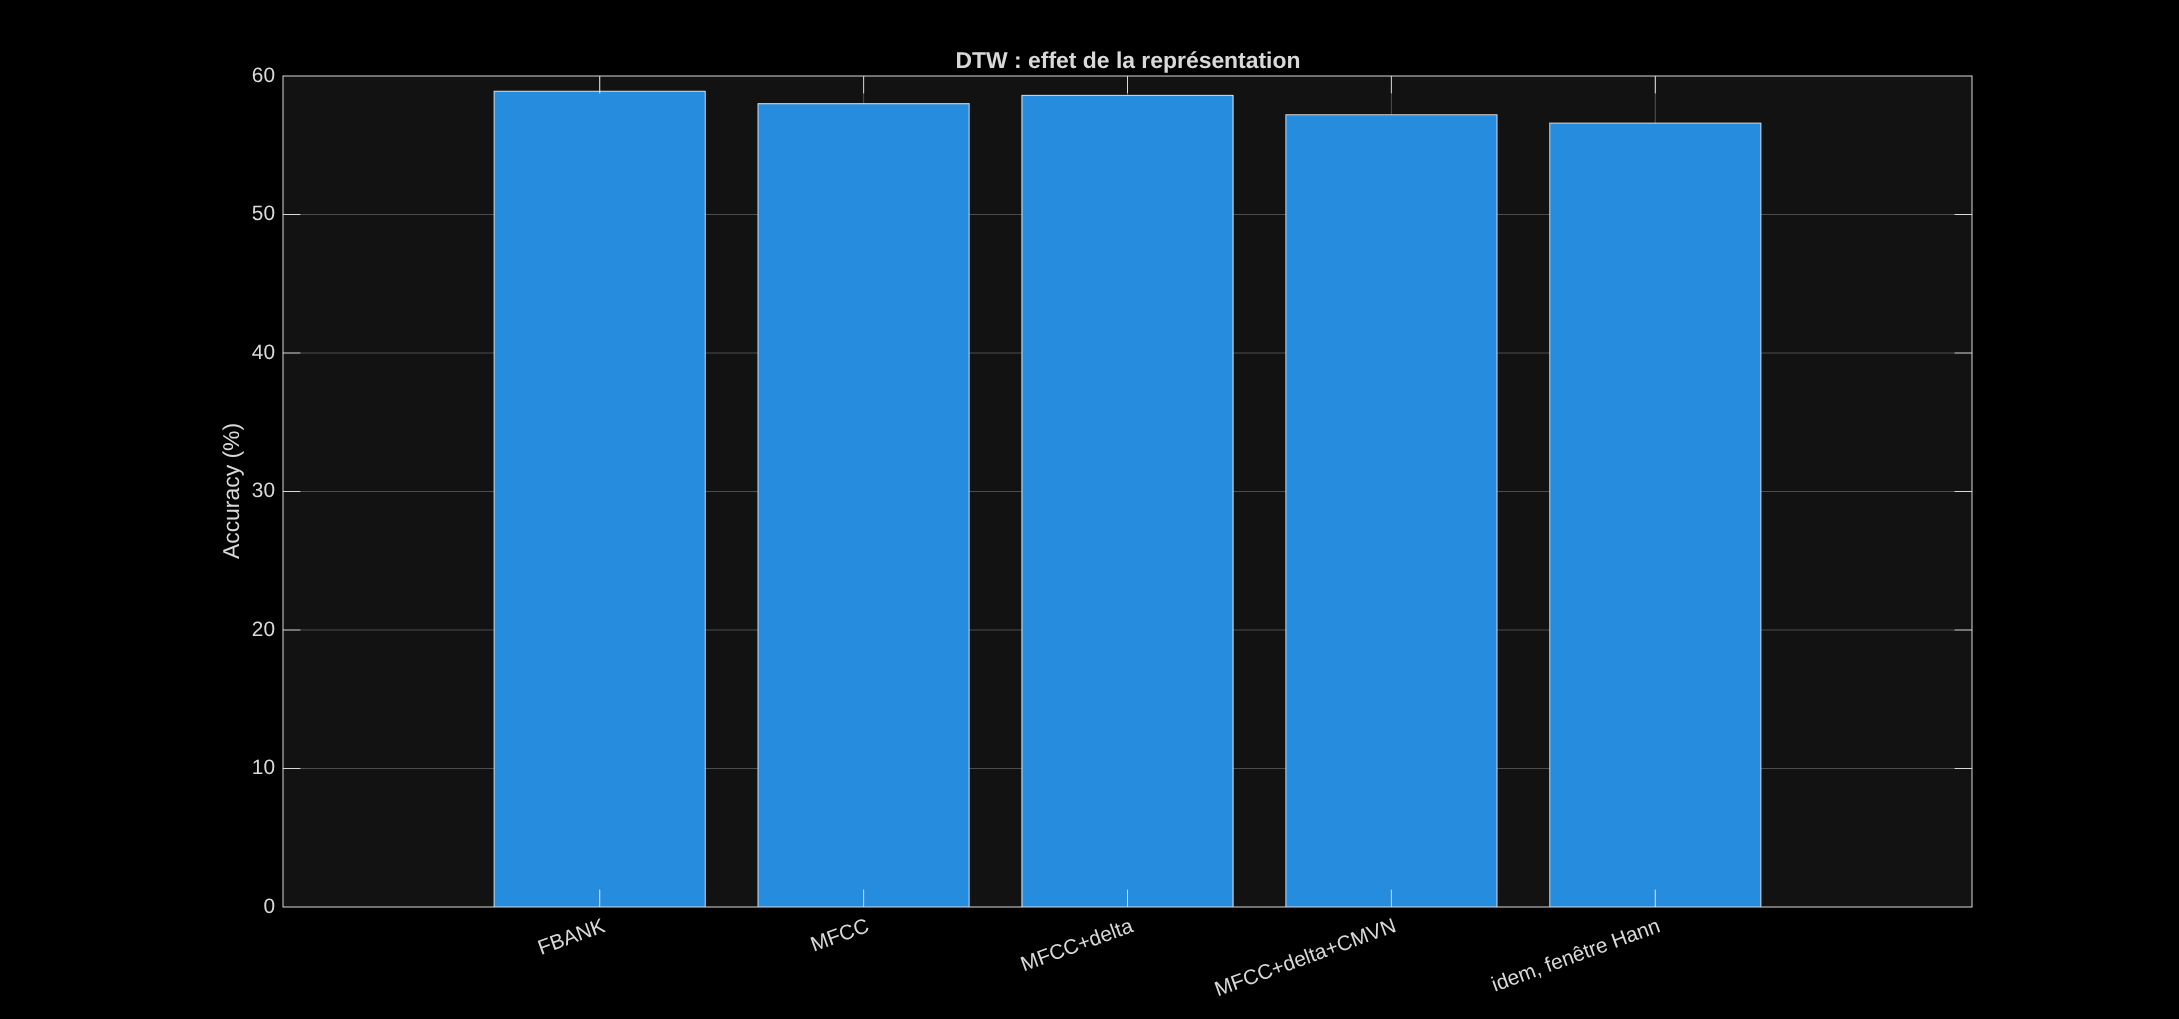 DTW : effet de la représentation
60
50
40
30
20
10
0
Accuracy (%)
FBANK
MFCC
MFCC+delta
MFCC+delta+CMVN
idem, fenêtre Hann